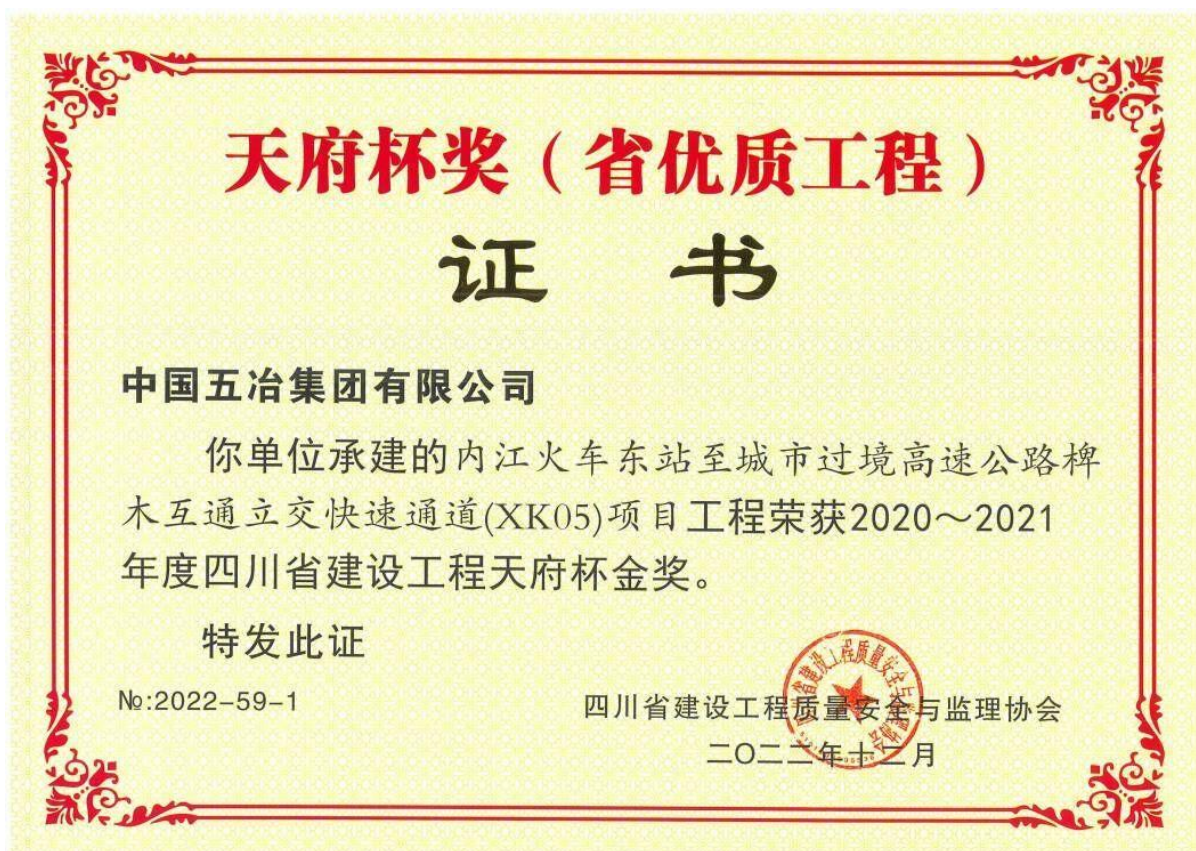 天府杯奖(省优质工程)
证 书
中国五冶集团有限公司
你单位承建的内江火车东站至城市过境高速公路椑
木互通立交快速通道(XK05)项目工程荣获2020～2021
年度四川省建设工程天府杯金奖。
特发此证
№:2022-59-1
四川省建设工程质量安全与监理协会
二〇二二年十二月